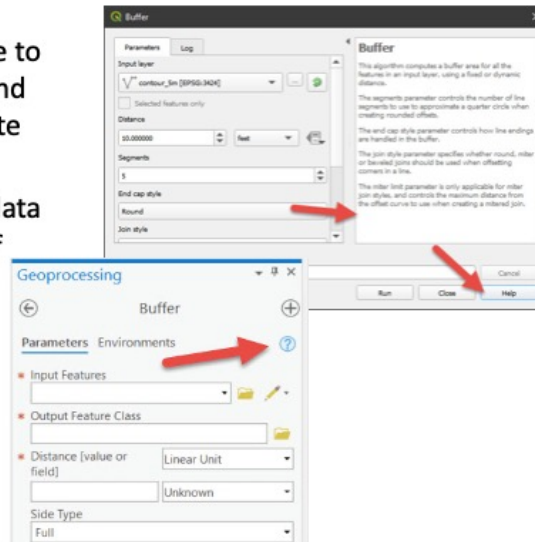 e to
nd
te
data
f
Buffer
Parameters Log
Input layer
contour_5m [EPSG:3424]
Selected features only
Distance
10.000000 feet
Segments
5
End cap style
Round
Join style
Buffer
This algorithm computes a buffer area for all the
features in an input layer, using a fixed or dynamic
distance.
The segments parameter controls the number of line
segments to use to approximate a quarter circle when
creating rounded offsets.
The end cap style parameter controls how line endings
are handled in the buffer.
The join style parameter specifies whether round, miter
or beveled joins should be used when offsetting
corners in a line.
The miter limit parameter is only applicable for miter
join styles, and controls the maximum distance from
the offset curve to use when creating a mitered join.
Cancel
Run Close Help
Geoprocessing
Buffer
Parameters Environments
?
* Input Features
* Output Feature Class
* Distance [value or
field]
Linear Unit
Unknown
Side Type
Full